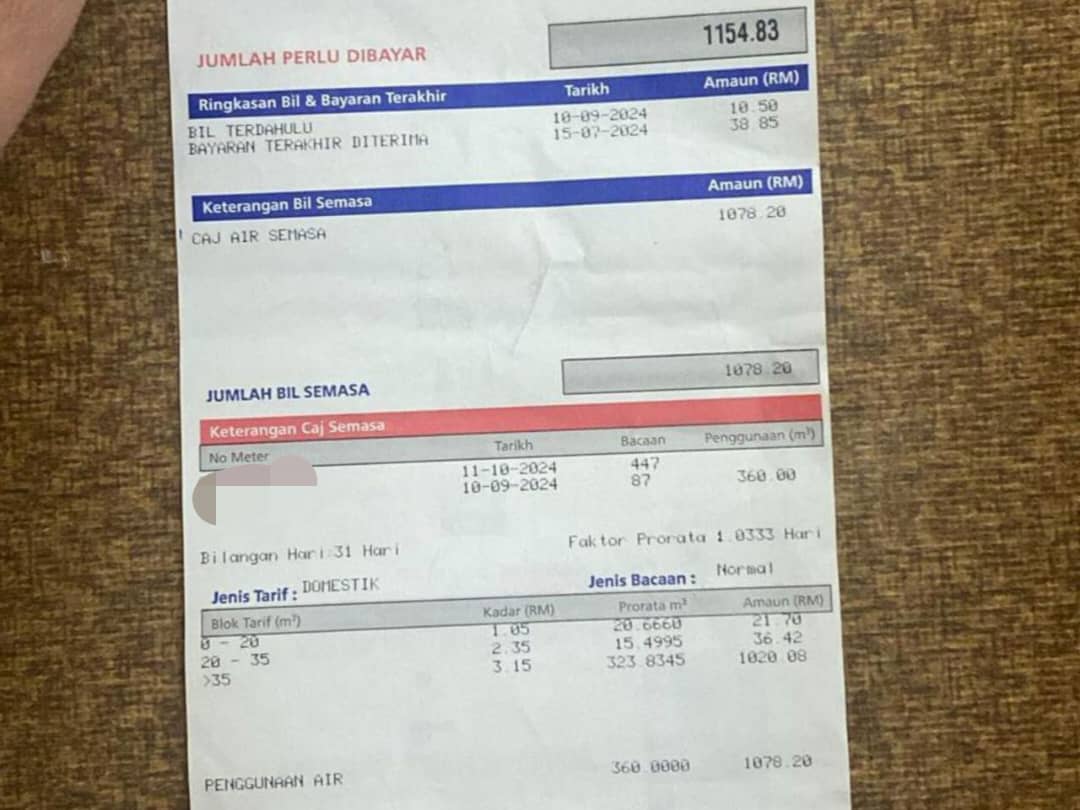 JUMLAH PERLU DIBAYAR 1154.83
Ringkasan Bil & Bayaran Terakhir Tarikh Amaun (RM)
BIL TERDAHULU 10-09-2024 10.50
BAYARAN TERAKHIR DITERIMA 15-07-2024 38 85
Keterangan Bil Semasa Amaun (RM)
CAJ AIR SEMASA 1078 20
JUMLAH BIL SEMASA 1078 20
Keterangan Caj Semasa
No Meter Tarikh Bacaan Penggunaan (m³)
11-10-2024 447 360.00
10-09-2024 87
Bilangan Hari:31 Hari Faktor Prorata 1.0333 Hari
Jenis Tarif : DOMESTIK Jenis Bacaan : Normal
Blok Tarif (m³) Kadar (RM) Prorata m³ Amaun (RM)
0 - 20 1.05 20.6660 21.70
20 - 35 2.35 15.4995 36.42
>35 3.15 323.8345 1020.08
PENGGUNAAN AIR 360.0000 1078.20